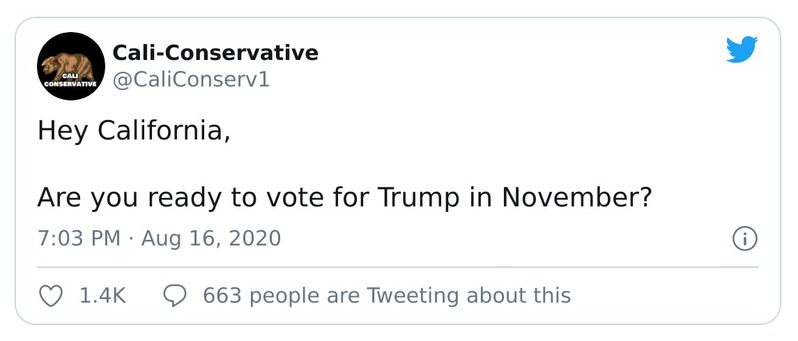 Cali-Conservative
@CaliConserv1
CALI
CONSERVATIVE
Hey California,
Are you ready to vote for Trump in November?
7:03 PM · Aug 16, 2020
1.4K 663 people are Tweeting about this